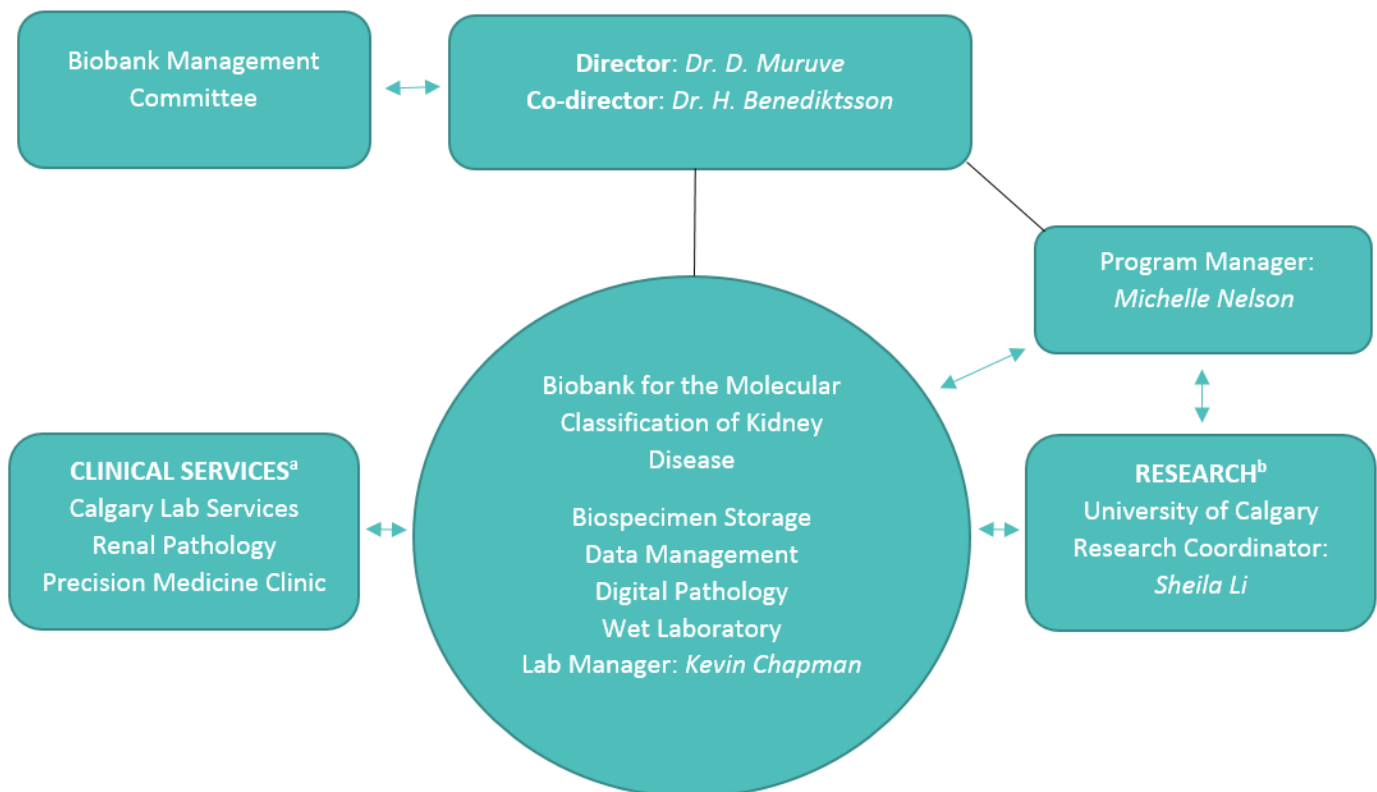 Biobank Management
Committee
Director: Dr. D. Muruve
Co-director: Dr. H. Benediktsson
Program Manager:
Michelle Nelson
Biobank for the Molecular
Classification of Kidney
Disease
Biospecimen Storage
Data Management
Digital Pathology
Wet Laboratory
Lab Manager: Kevin Chapman
CLINICAL SERVICESᵃ
Calgary Lab Services
Renal Pathology
Precision Medicine Clinic
RESEARCHᵇ
University of Calgary
Research Coordinator:
Sheila Li